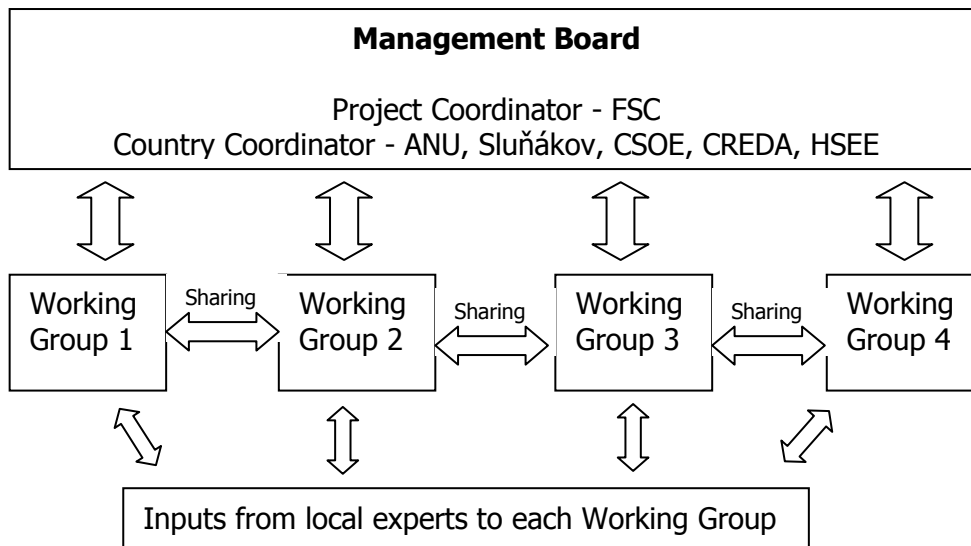 Management Board
Project Coordinator - FSC
Country Coordinator - ANU, Sluňákov, CSOE, CREDA, HSEE
Working
Group 1
Sharing
Working
Group 2
Sharing
Working
Group 3
Sharing
Working
Group 4
Inputs from local experts to each Working Group